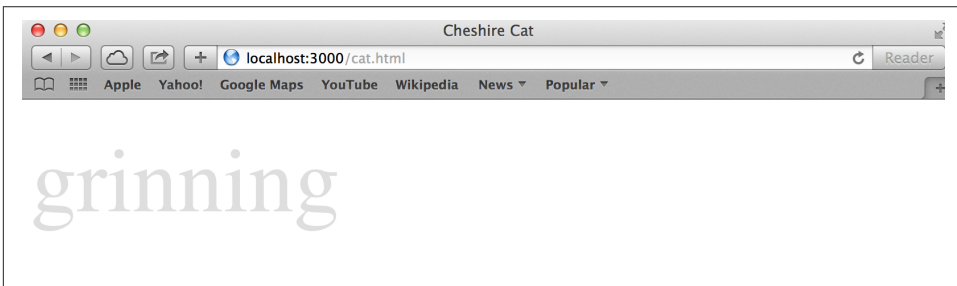 Cheshire Cat
localhost:3000/cat.html Reader
Apple Yahoo! Google Maps YouTube Wikipedia News Popular
grinning